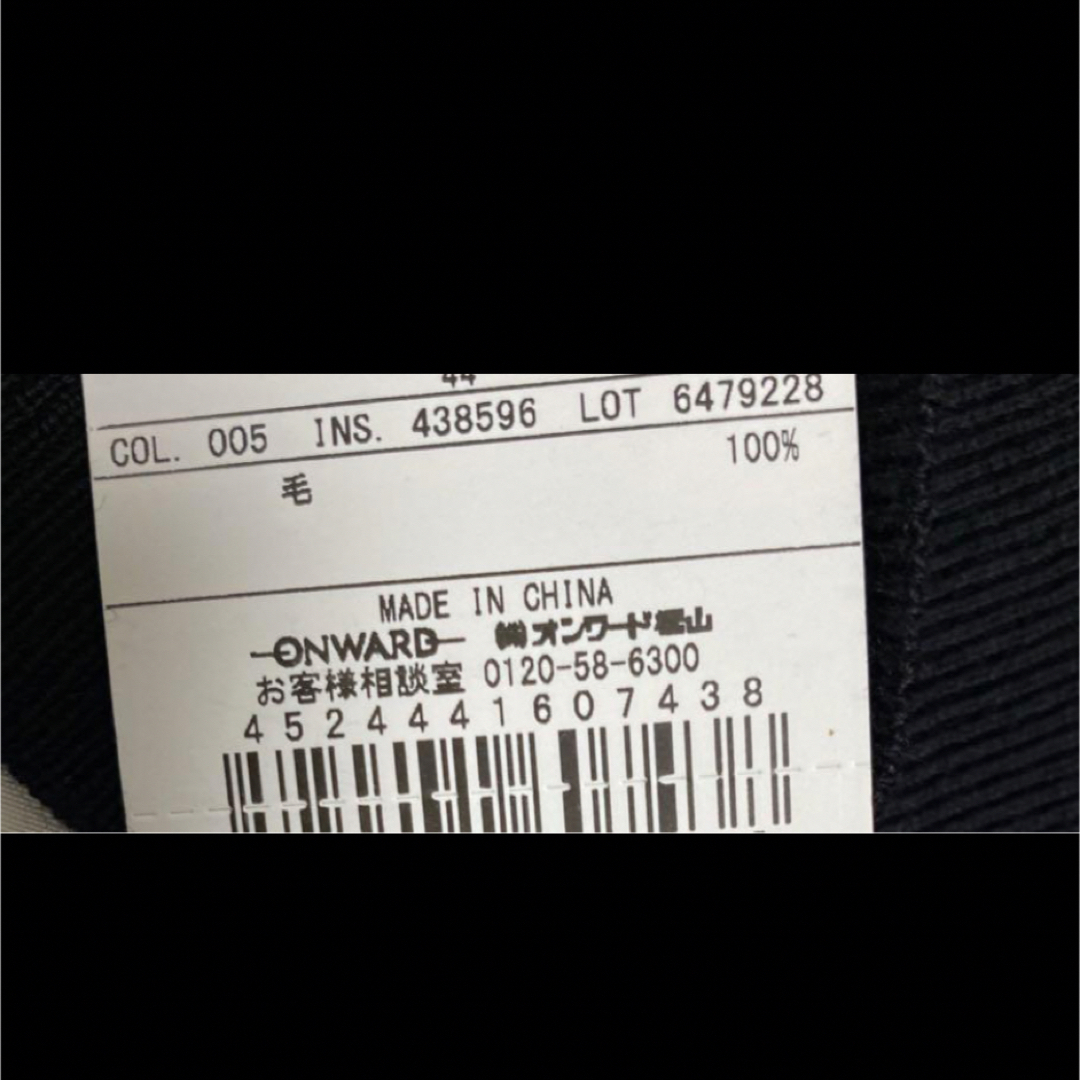 44
COL. 005 INS. 438596 LOT 6479228
毛 100%
MADE IN CHINA
ONWARD ㈱オンワード樫山
お客様相談室 0120-58-6300
4524441607438